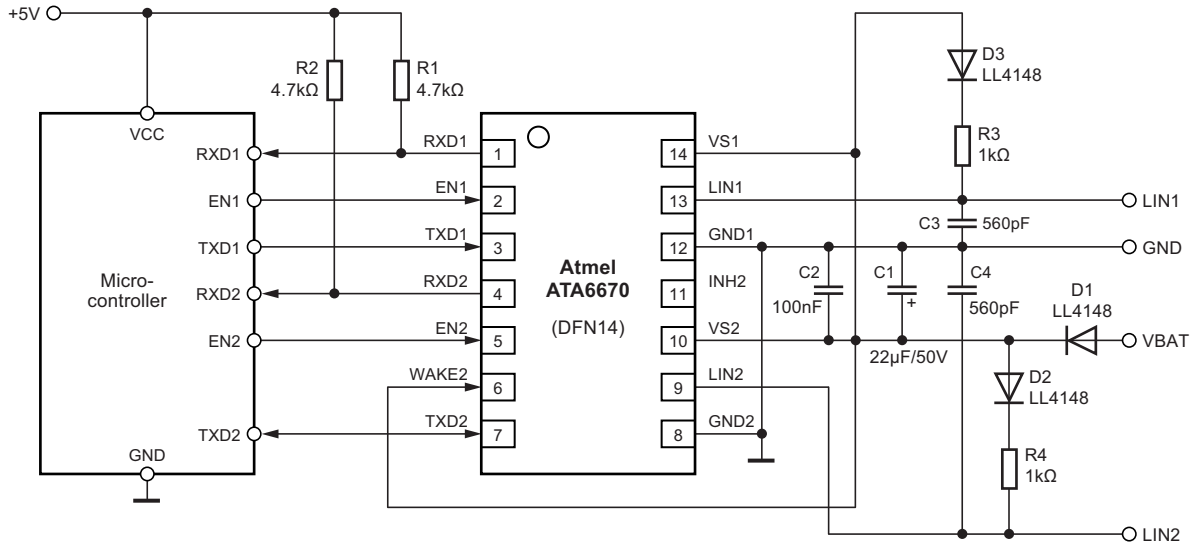 +5V
R2
4.7kΩ
R1
4.7kΩ
D3
LL4148
R3
1kΩ
VCC
RXD1
EN1
TXD1
RXD2
EN2
TXD2
GND
Micro-
controller
RXD1
EN1
TXD1
RXD2
EN2
WAKE2
TXD2
1
2
3
4
5
6
7
Atmel
ATA6670
(DFN14)
14
13
12
11
10
9
8
VS1
LIN1
GND1
INH2
VS2
LIN2
GND2
C3
560pF
C2
100nF
C1
+
22µF/50V
C4
560pF
D1
LL4148
D2
LL4148
R4
1kΩ
LIN1
GND
VBAT
LIN2